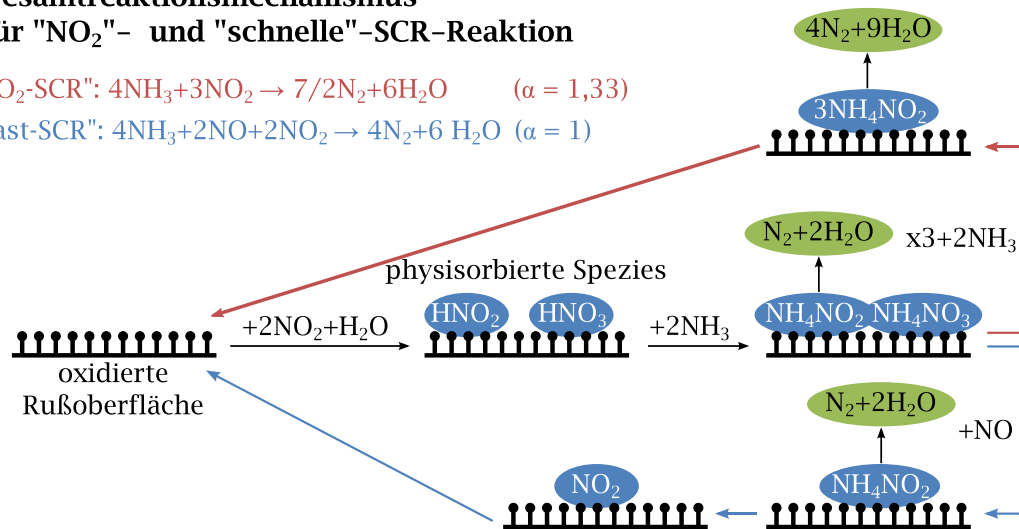 für "NO₂"- und "schnelle"-SCR-Reaktion
4N₂+9H₂O
O₂-SCR": 4NH₃+3NO₂→ 7/2N₂+6H₂O (α = 1,33)
3NH₄NO₂
ast-SCR": 4NH₃+2NO+2NO₂→ 4N₂+6 H₂O (α = 1)
N₂+2H₂O
x3+2NH₃
physisorbierte Spezies
HNO₂ HNO₃
NH₄NO₂ NH₄NO₃
+2NO₂+H₂O
+2NH₃
oxidierte
Rußoberfläche
N₂+2H₂O
+NO
NO₂
NH₄NO₂